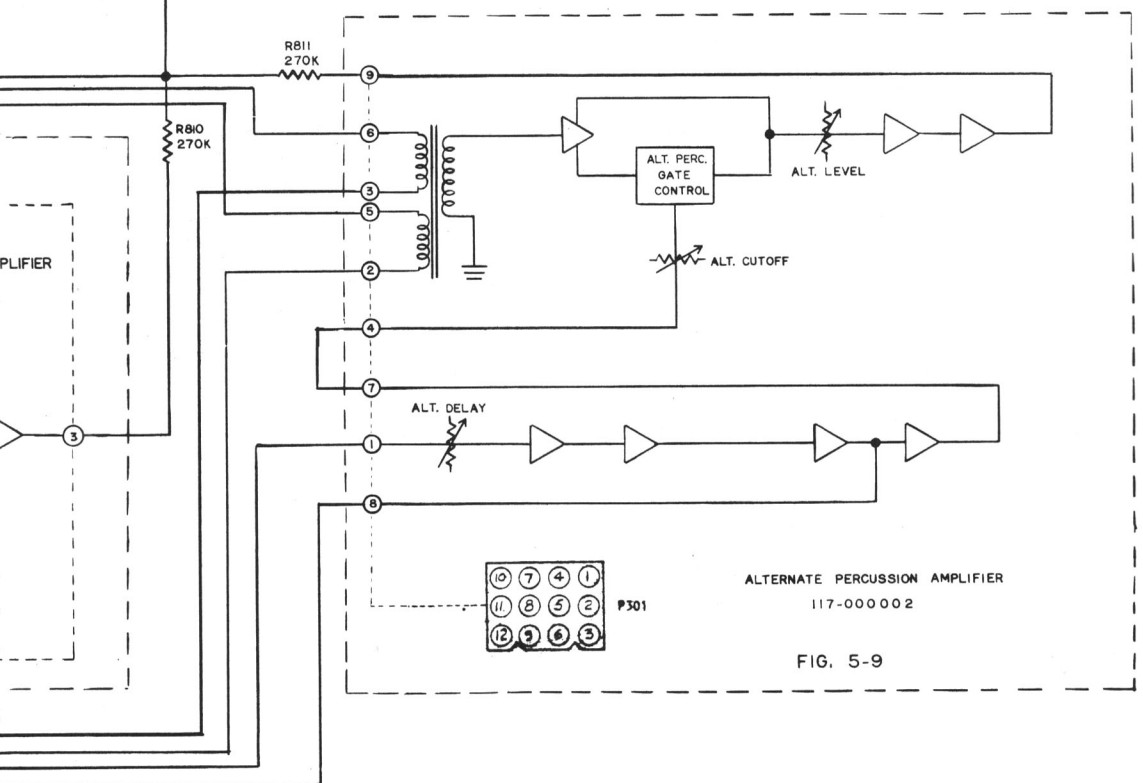 R811
270K
R810
270K
9
6
3
5
2
4
7
1
8
ALT. PERC.
GATE
CONTROL
ALT. LEVEL
ALT. CUTOFF
PLIFIER
3
ALT. DELAY
10 7 4 1
11 8 5 2
12 9 6 3
P301
ALTERNATE PERCUSSION AMPLIFIER
117-000002
FIG. 5-9